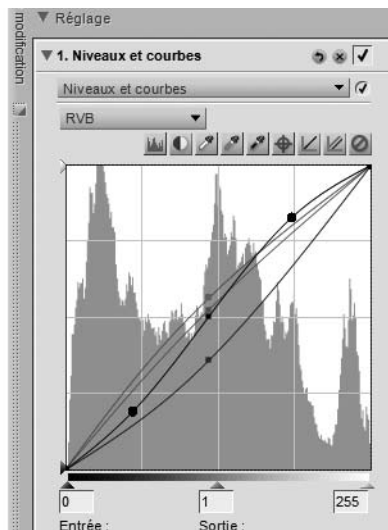 modification
Réglage
1. Niveaux et courbes
Niveaux et courbes
RVB
0
1
255
Entrée :
Sortie :